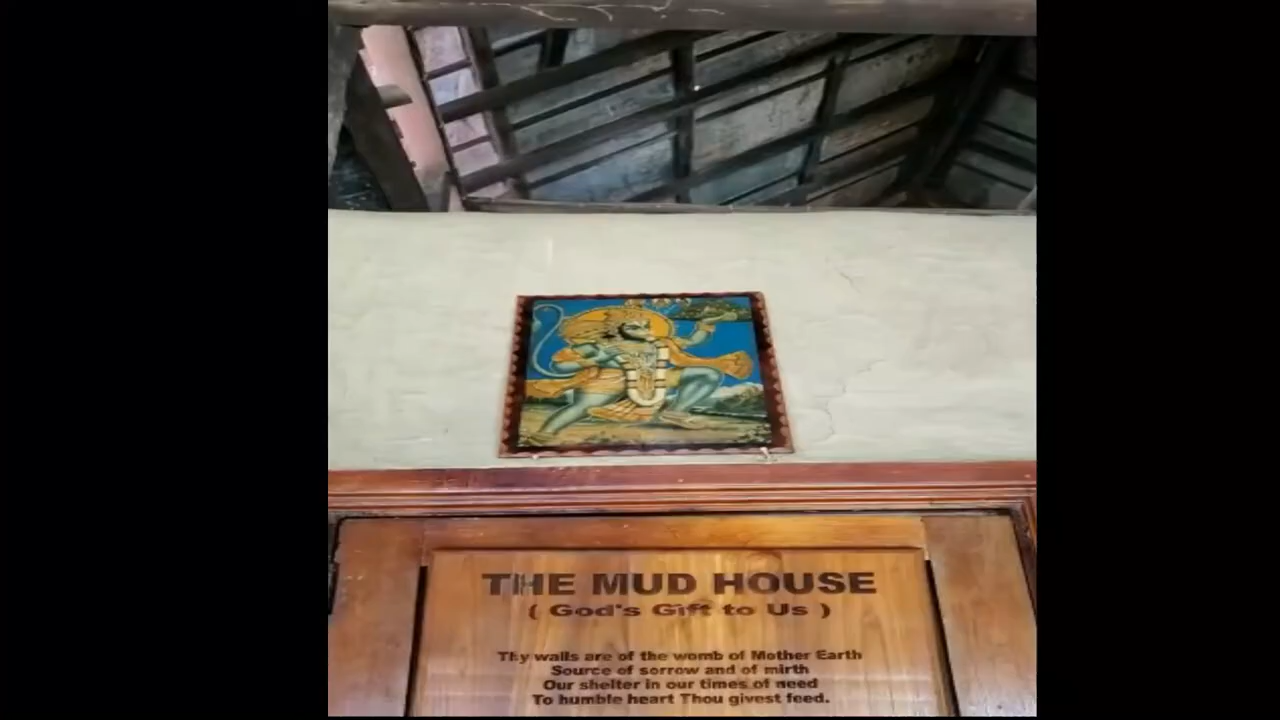 THE MUD HOUSE
( God's Gift to Us )
Thy walls are of the womb of Mother Earth
Source of sorrow and of mirth
Our shelter in our times of need
To humble heart Thou givest feed.